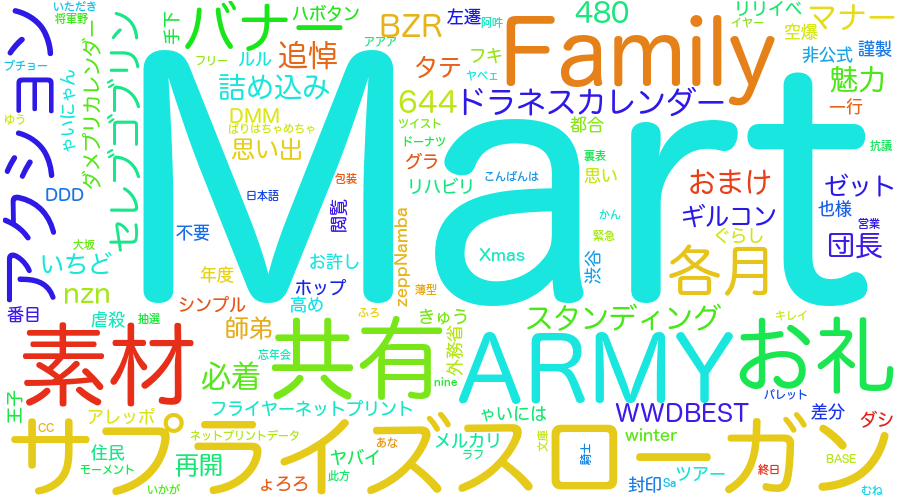 いただき
将軍野
アクション
プチョー
ゆう
ゃいにゃん
ダメプリカレンダー
セレブゴブリン
DDD
大坂
いちど
nzn
番目
虐殺
抽選
手下
バナー
ハボタン
フリー
ルル
追悼
アアア
詰め込み
DMM
ばりはちゃめちゃ
思い出
日本語
不要
年度
シンプル
高め
ホップ
お許し
閲覧
包装
師弟
忘年会
ふろ
BZR
左遷
阿吽
480
リリイベ
イヤー
マナー
空爆
Family
タテ
フキ
ヤベェ
非公式
謹製
魅力
一行
644
ドラネスカレンダー
ツイスト
ドーナツ
都合
抗議
グラ
裏表
リハビリ
こんばんは
思い
おまけ
ゼット
zeppNamba
かん
ギルコン
也様
営業
緊急
ぐらし
団長
Xmas
渋谷
各月
薄型
きゅう
スタンディング
キレイ
Mart
素材
共有
ARMY
お礼
外務省
必着
nine
王子
アレッポ
フライヤーネットプリント
パレット
WWDBEST
差分
ダシ
ゃいには
CC
サプライズスローガン
ネットプリントデータ
あな
メルカリ
ラフ
文庫
騎士
winter
BASE
住民
モーメント
再開
ヤバイ
此方
ょろろ
いかが
ツアー
終日
封印
Sa
むね